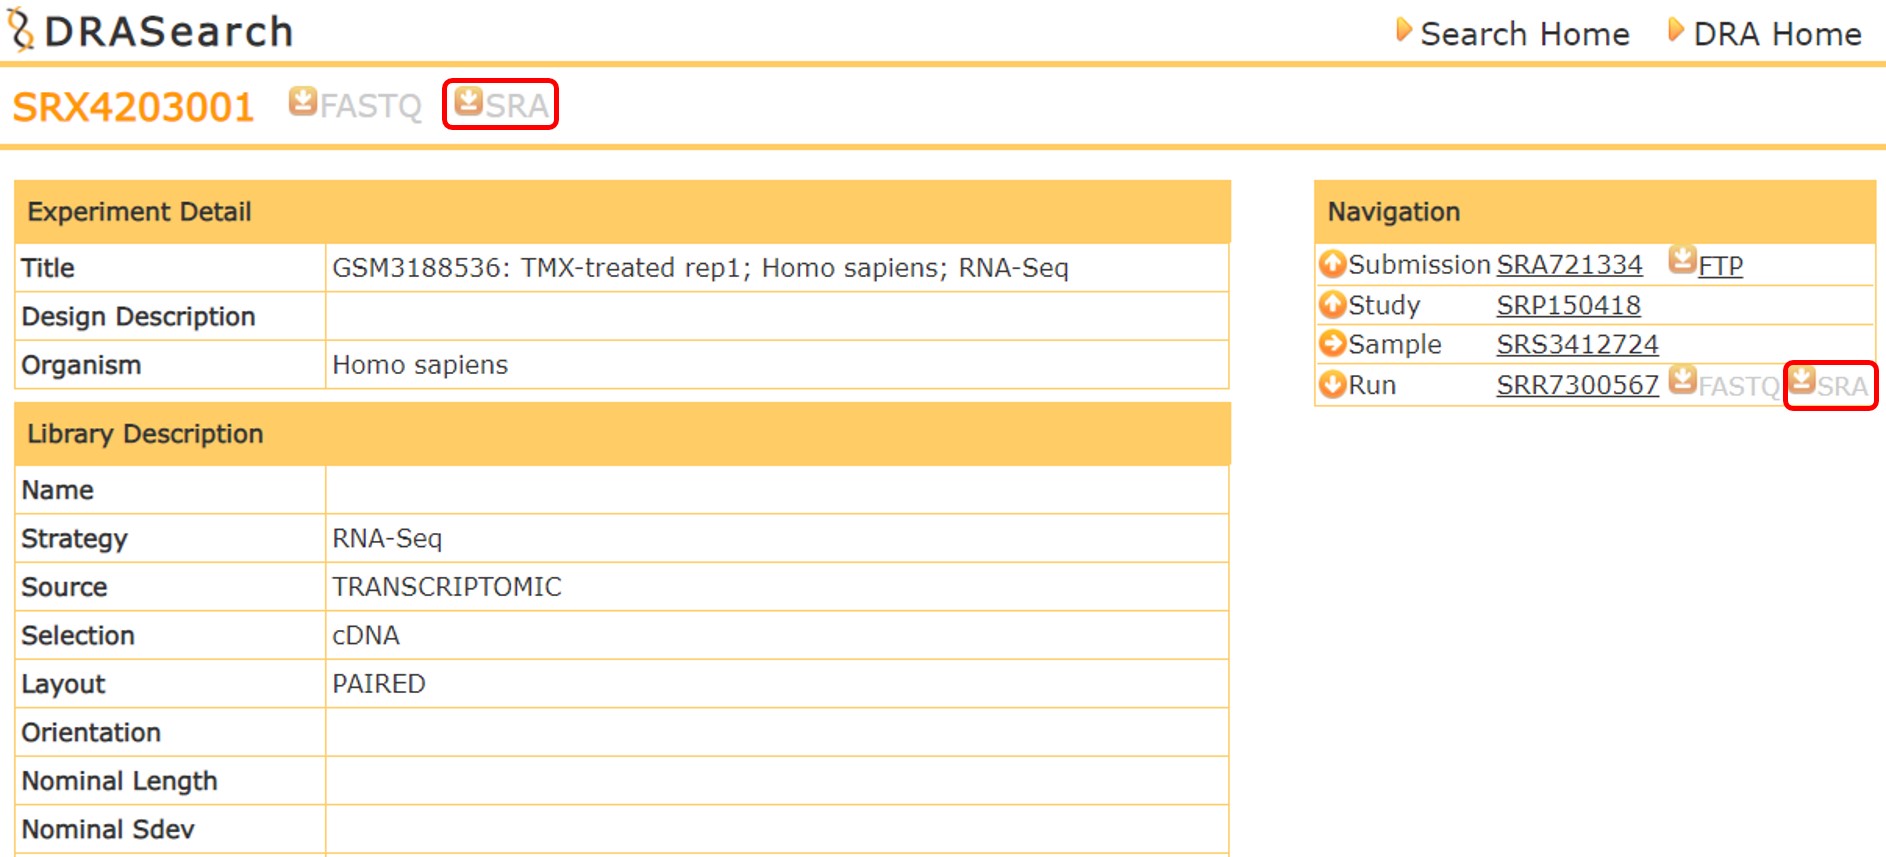 DRASearch
Search Home DRA Home
SRX4203001 FASTQ SRA
Experiment Detail
Title GSM3188536: TMX-treated rep1; Homo sapiens; RNA-Seq
Design Description
Organism Homo sapiens
Library Description
Name
Strategy RNA-Seq
Source TRANSCRIPTOMIC
Selection cDNA
Layout PAIRED
Orientation
Nominal Length
Nominal Sdev
Navigation
Submission SRA721334 FTP
Study SRP150418
Sample SRS3412724
Run SRR7300567 FASTQ SRA